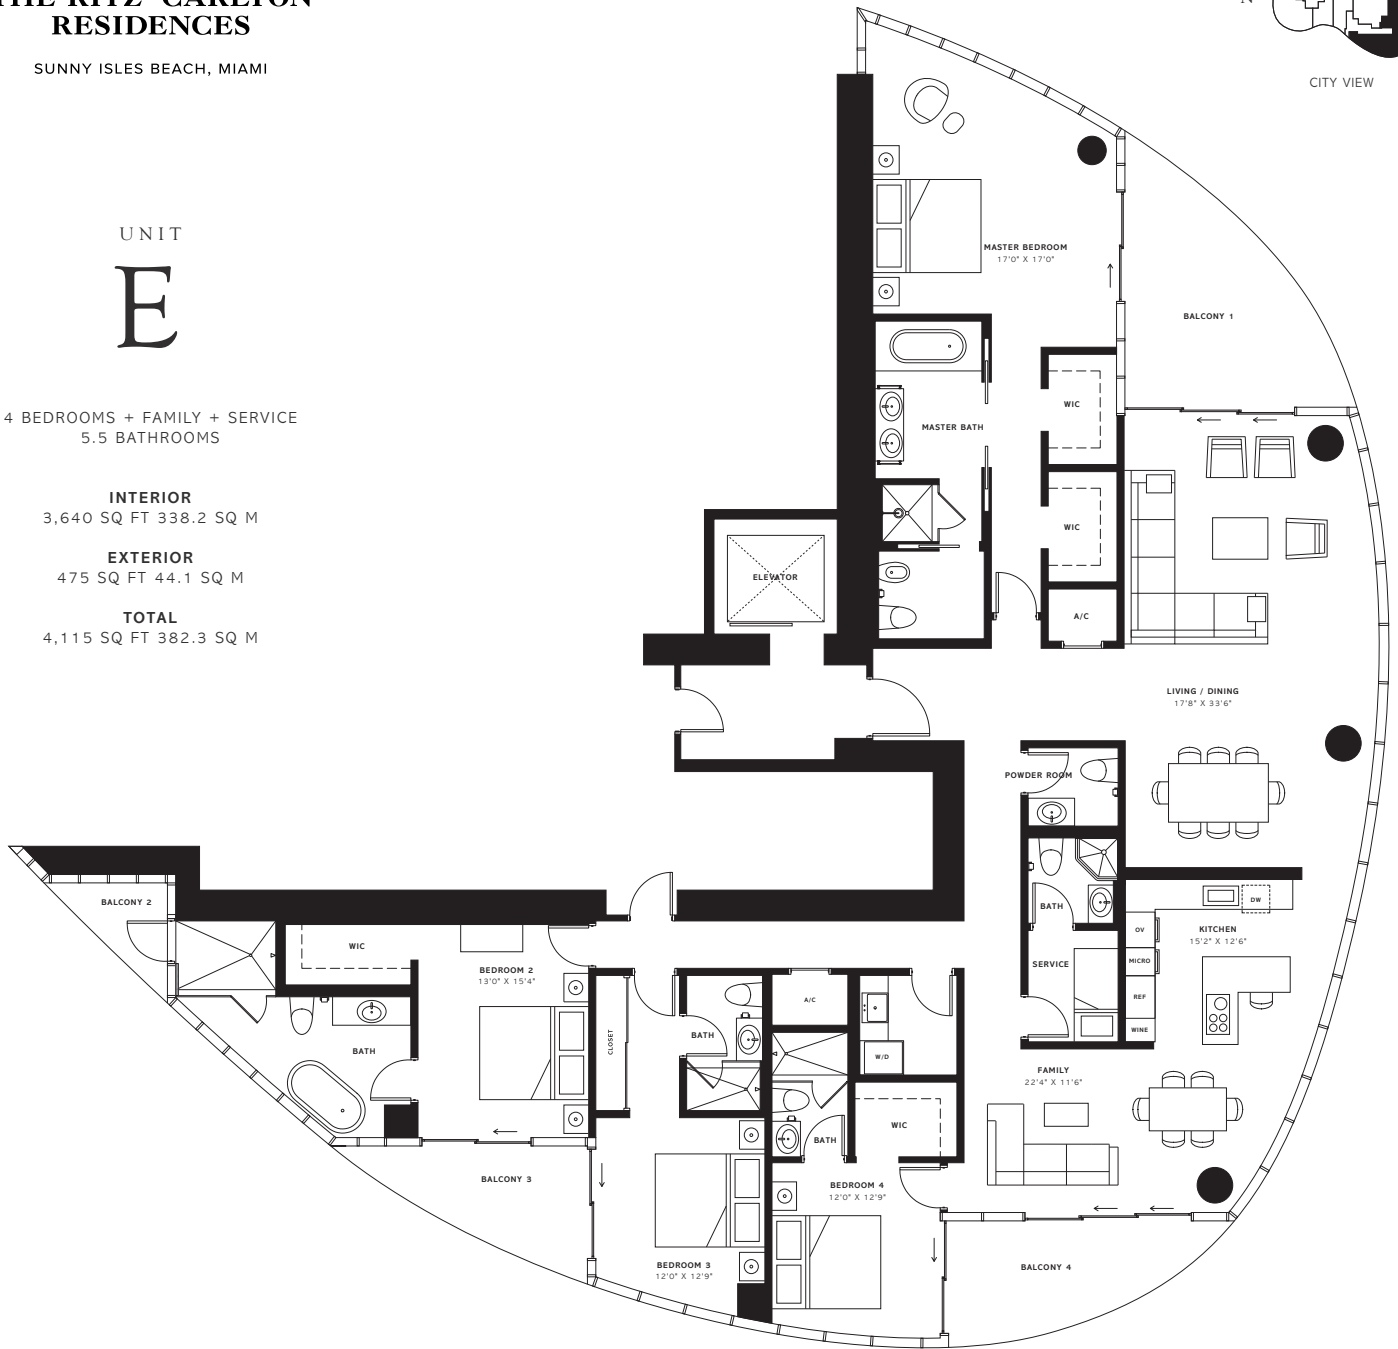 THE RITZ-CARLTON
RESIDENCES
SUNNY ISLES BEACH, MIAMI
N
CITY VIEW
UNIT
E
4 BEDROOMS + FAMILY + SERVICE
5.5 BATHROOMS
INTERIOR
3,640 SQ FT 338.2 SQ M
EXTERIOR
475 SQ FT 44.1 SQ M
TOTAL
4,115 SQ FT 382.3 SQ M
MASTER BEDROOM
17'0" X 17'0"
BALCONY 1
WIC
MASTER BATH
WIC
ELEVATOR
A/C
LIVING / DINING
17'8" X 33'6"
POWDER ROOM
BATH
DW
KITCHEN
15'2" X 12'6"
OV
MICRO
REF
WINE
SERVICE
BALCONY 2
WIC
BEDROOM 2
13'0" X 15'4"
BATH
CLOSET
BATH
A/C
W/D
FAMILY
22'4" X 11'6"
WIC
BATH
BALCONY 3
BEDROOM 4
12'0" X 12'9"
BEDROOM 3
12'0" X 12'9"
BALCONY 4